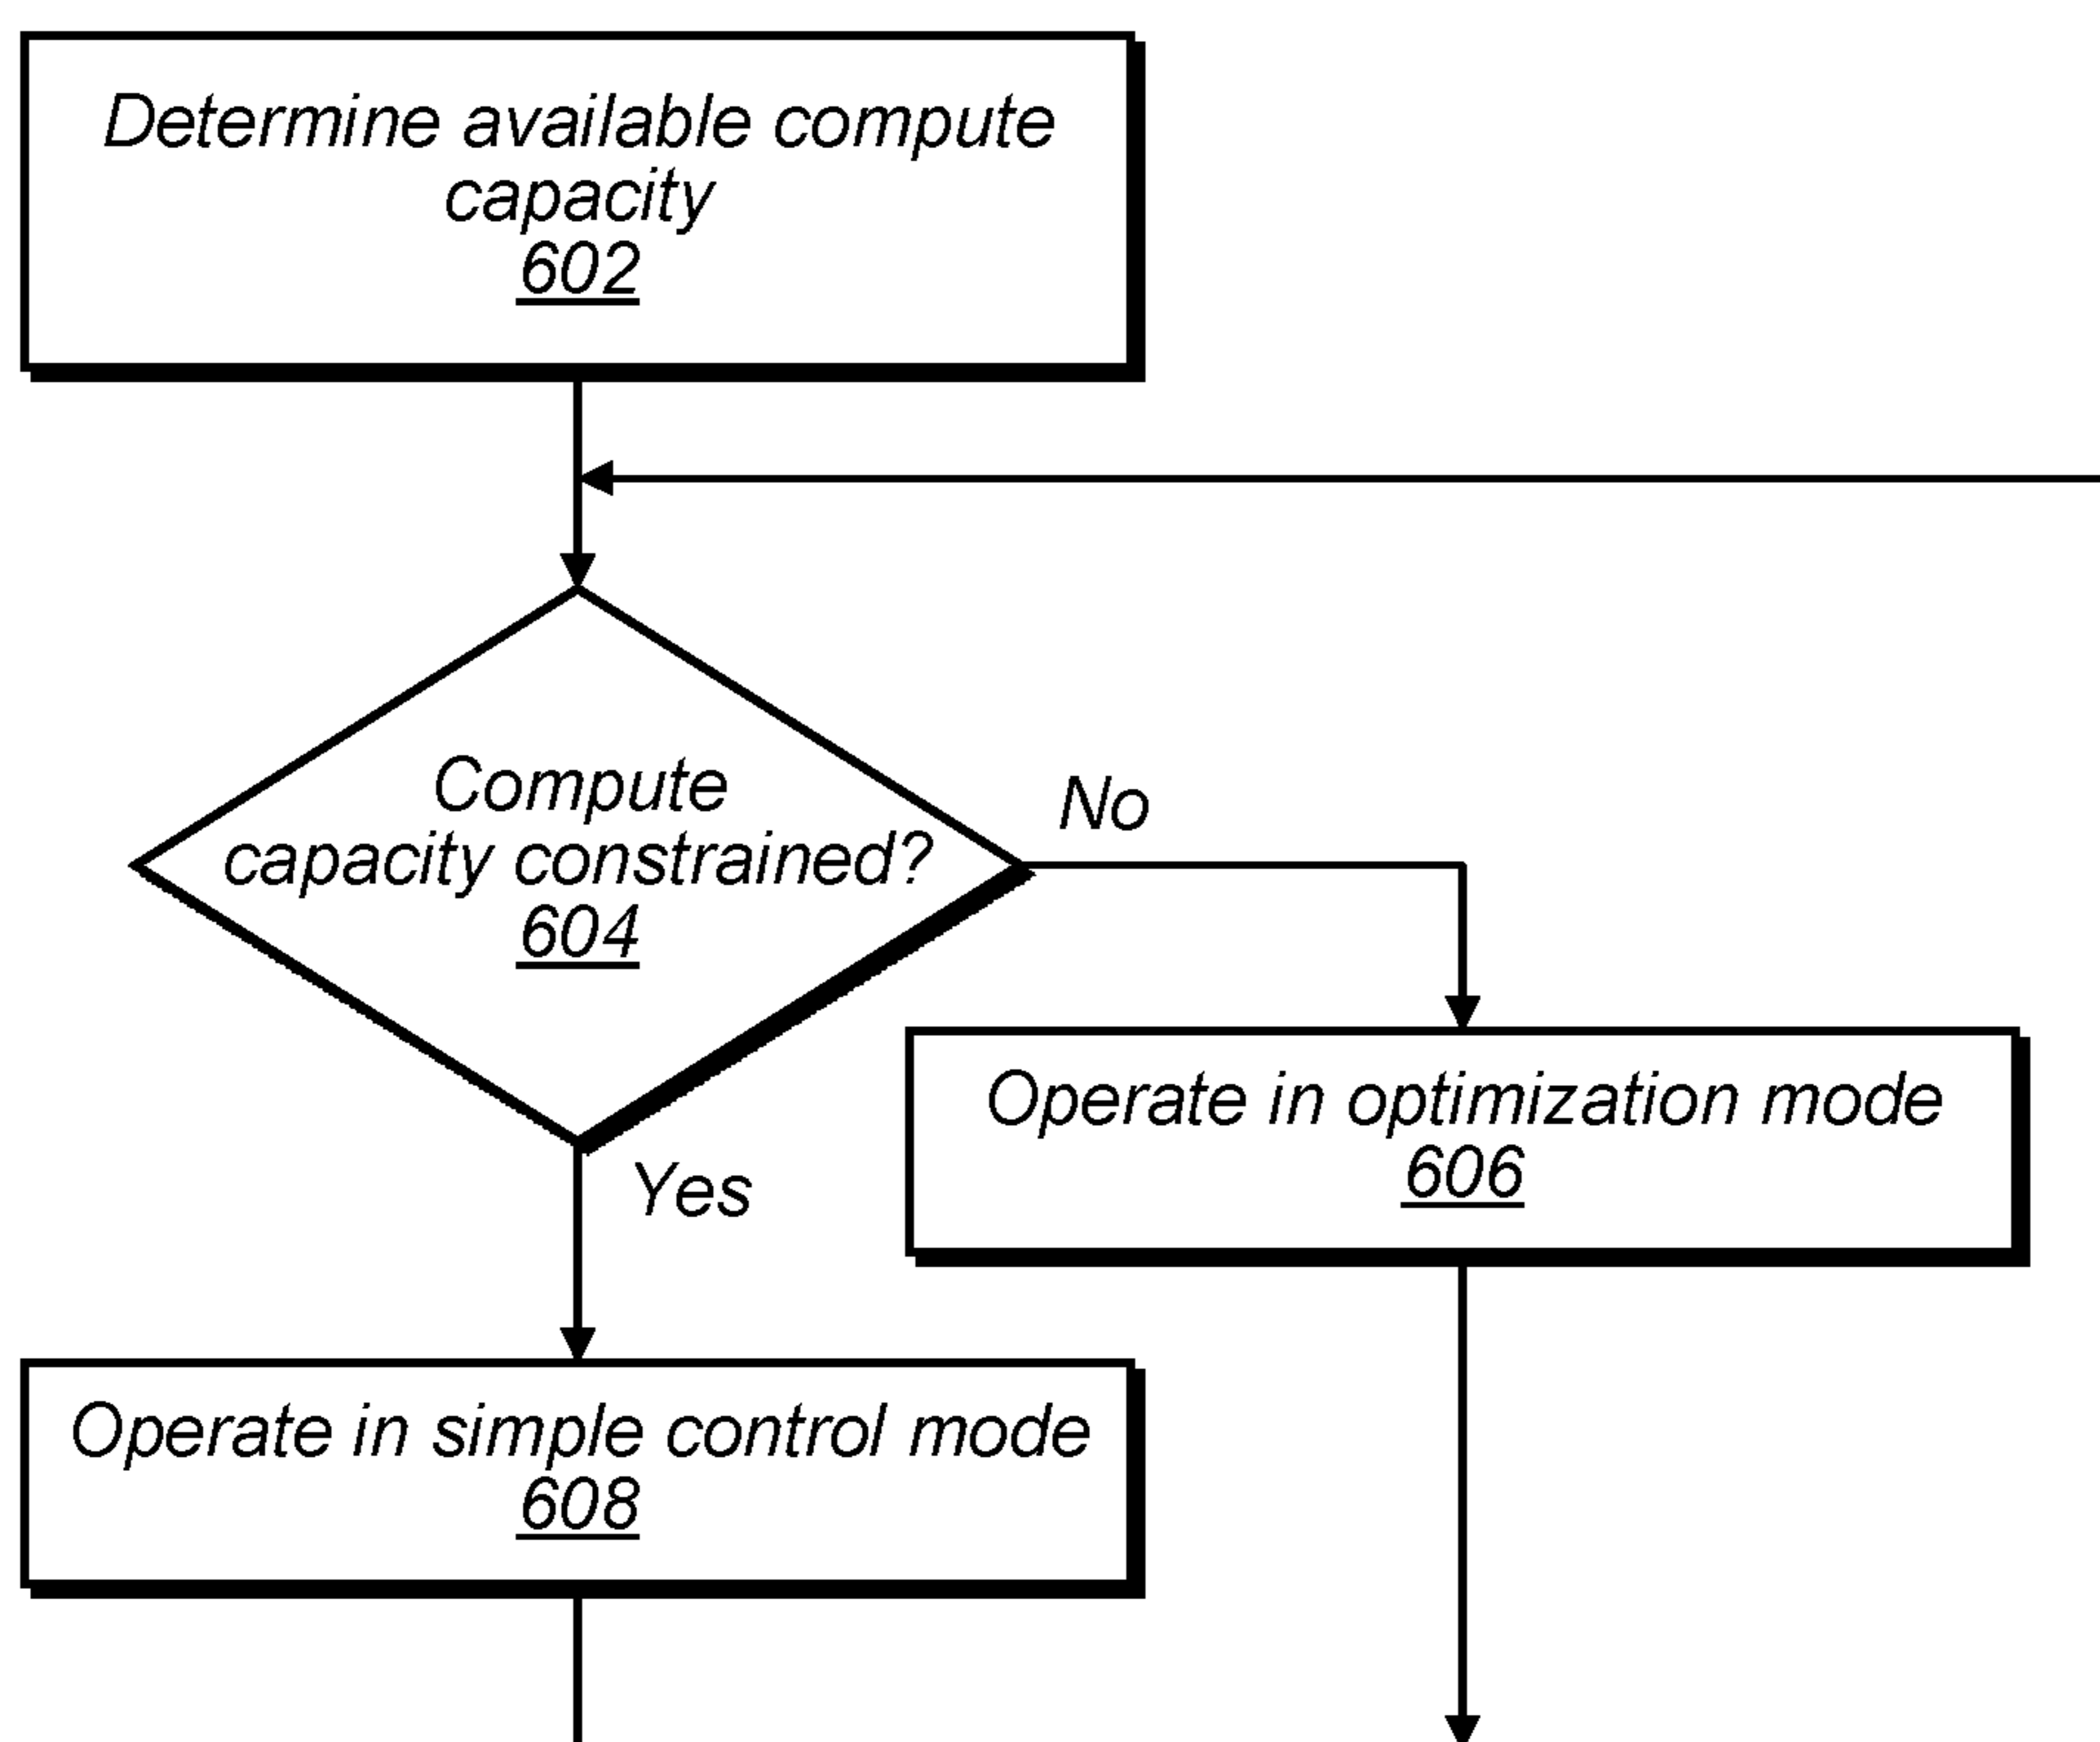 Determine available compute
capacity
602
Compute
capacity constrained?
604
No
Operate in optimization mode
606
Yes
Operate in simple control mode
608